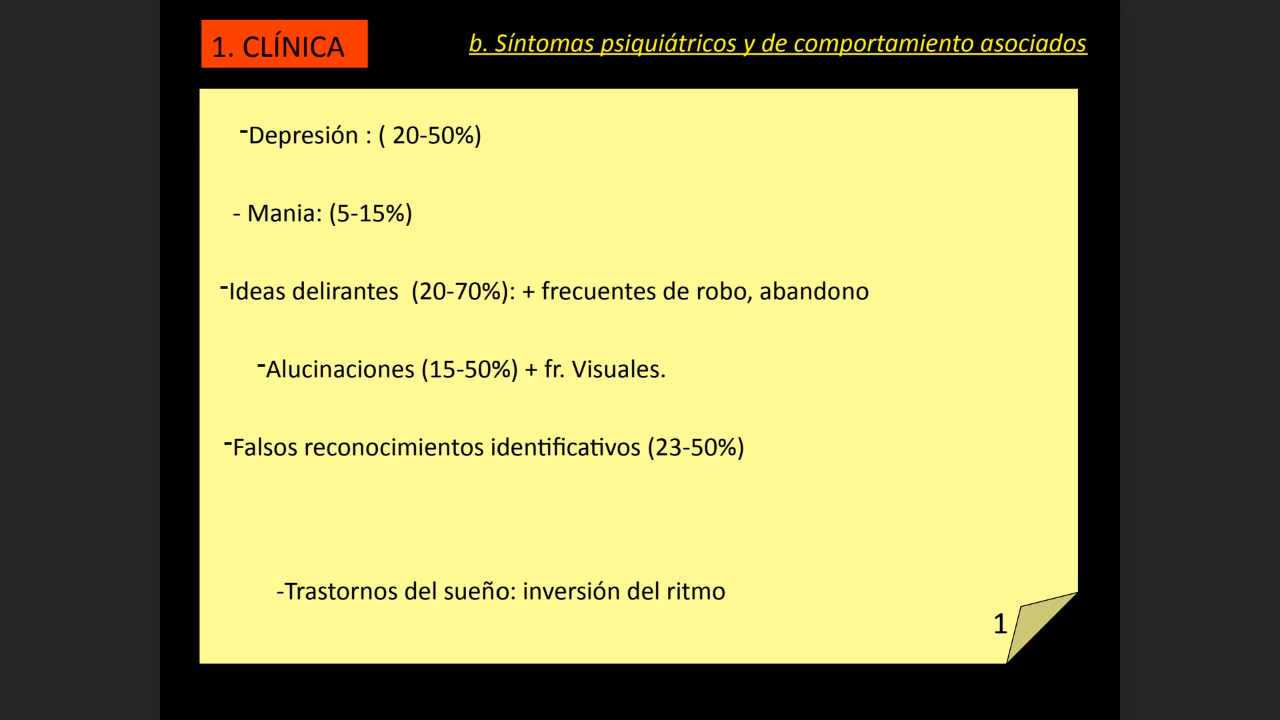 1. CLÍNICA
b. Síntomas psiquiátricos y de comportamiento asociados
-Depresión : ( 20-50%)
- Mania: (5-15%)
-Ideas delirantes  (20-70%): + frecuentes de robo, abandono
-Alucinaciones (15-50%) + fr. Visuales.
-Falsos reconocimientos identificativos (23-50%)
-Trastornos del sueño: inversión del ritmo
1